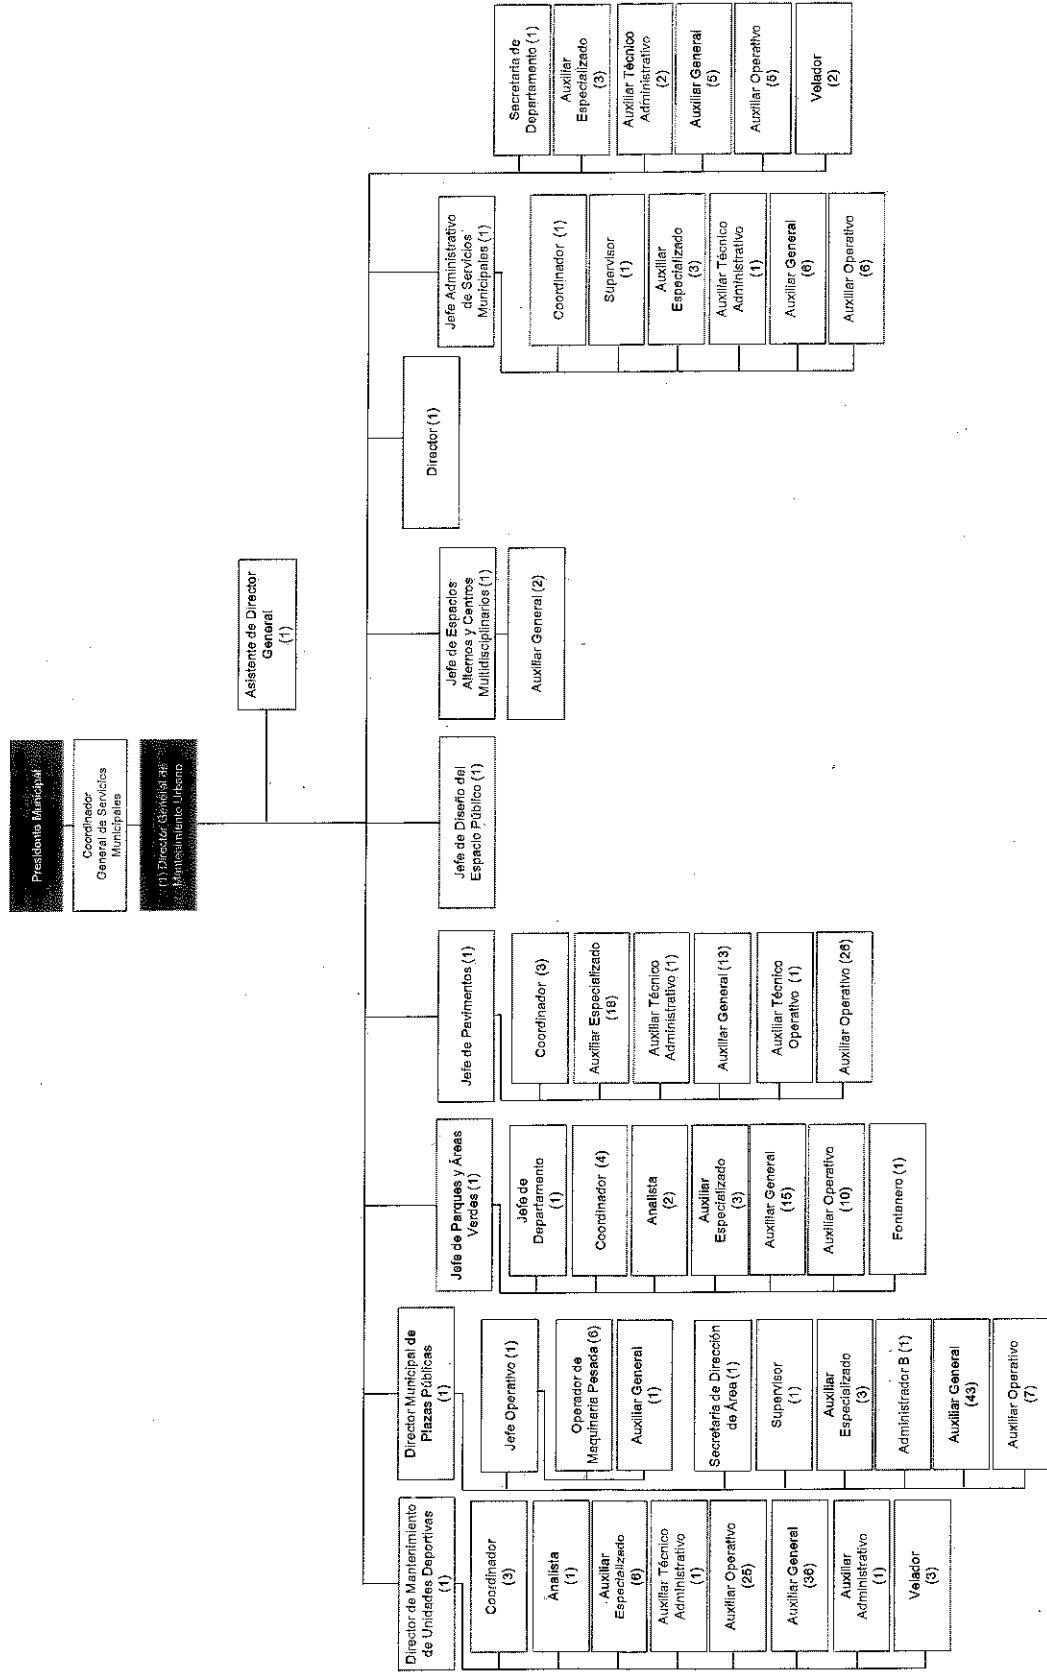 Presidente Municipal
Coordinador
General de Servicios
Municipales
(1) Director General de
Mantenimiento Urbano
Asistente de Director
General
(1)
Director de Mantenimiento
de Unidades Deportivas
(1)
Coordinador
(3)
Analista
(1)
Auxiliar
Especializado
(6)
Auxiliar Técnico
Administrativo
(1)
Auxiliar Operativo
(25)
Auxiliar General
(36)
Auxiliar
Administrativo
(1)
Velador
(3)
Director Municipal de
Plazas Públicas
(1)
Jefe Operativo (1)
Operador de
Maquinaria Pesada (6)
Auxiliar General
(1)
Secretaria de Dirección
de Área (1)
Supervisor
(1)
Auxiliar
Especializado
(3)
Administrador B (1)
Auxiliar General
(43)
Auxiliar Operativo
(7)
Jefe de Parques y Áreas
Verdes (1)
Jefe de
Departamento
(1)
Coordinador (4)
Analista
(2)
Auxiliar
Especializado
(3)
Auxiliar General
(15)
Auxiliar Operativo
(10)
Fontanero (1)
Jefe de Pavimentos (1)
Coordinador (3)
Auxiliar Especializado
(18)
Auxiliar Técnico
Administrativo (1)
Auxiliar General (13)
Auxiliar Técnico
Operativo (1)
Auxiliar Operativo (26)
Jefe de Diseño del
Espacio Público (1)
Jefe de Espacios
Alternos y Centros
Multidisciplinarios (1)
Auxiliar General (2)
Director (1)
Jefe Administrativo
de Servicios
Municipales (1)
Coordinador (1)
Supervisor
(1)
Auxiliar
Especializado
(3)
Auxiliar Técnico
Administrativo
(1)
Auxiliar General
(6)
Auxiliar Operativo
(6)
Secretaria de
Departamento (1)
Auxiliar
Especializado
(3)
Auxiliar Técnico
Administrativo
(2)
Auxiliar General
(5)
Auxiliar Operativo
(5)
Velador
(2)